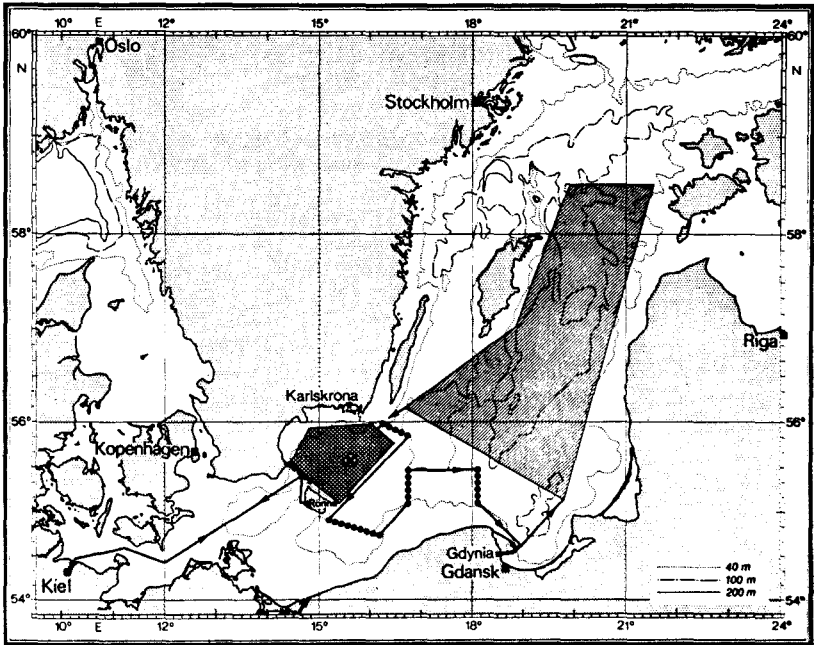 10° E 12° 15° 18° 21° 24°
60° 60°
N N
Oslo
Stockholm
58° 58°
Riga
Karlskrona
56° 56°
Kopenhagen
Rønne
Gdynia
Kiel
Gdansk
40 m
100 m
200 m
54° 54°
10° E 12° 15° 18° 21° 24°